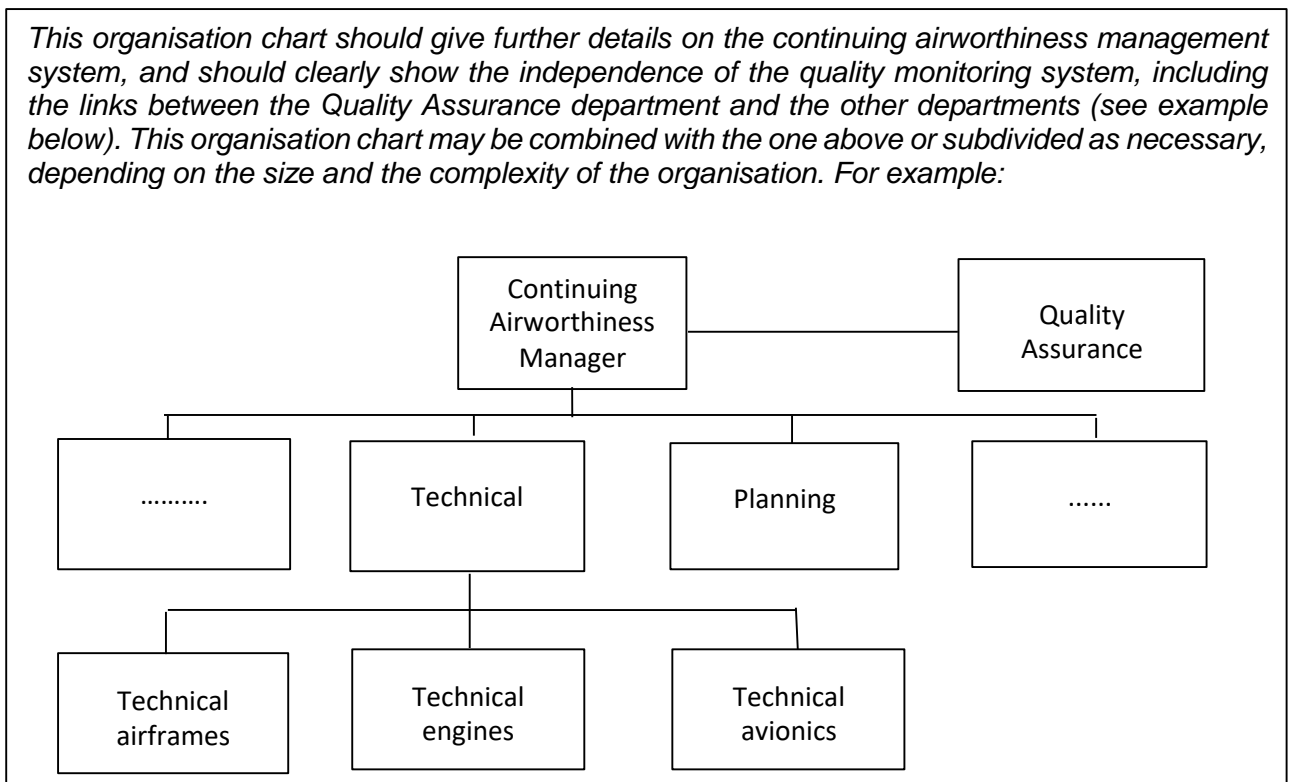 This organisation chart should give further details on the continuing airworthiness management
system, and should clearly show the independence of the quality monitoring system, including
the links between the Quality Assurance department and the other departments (see example
below). This organisation chart may be combined with the one above or subdivided as necessary,
depending on the size and the complexity of the organisation. For example:
Continuing
Airworthiness
Manager
Quality
Assurance
……….
Technical
Planning
......
Technical
airframes
Technical
engines
Technical
avionics